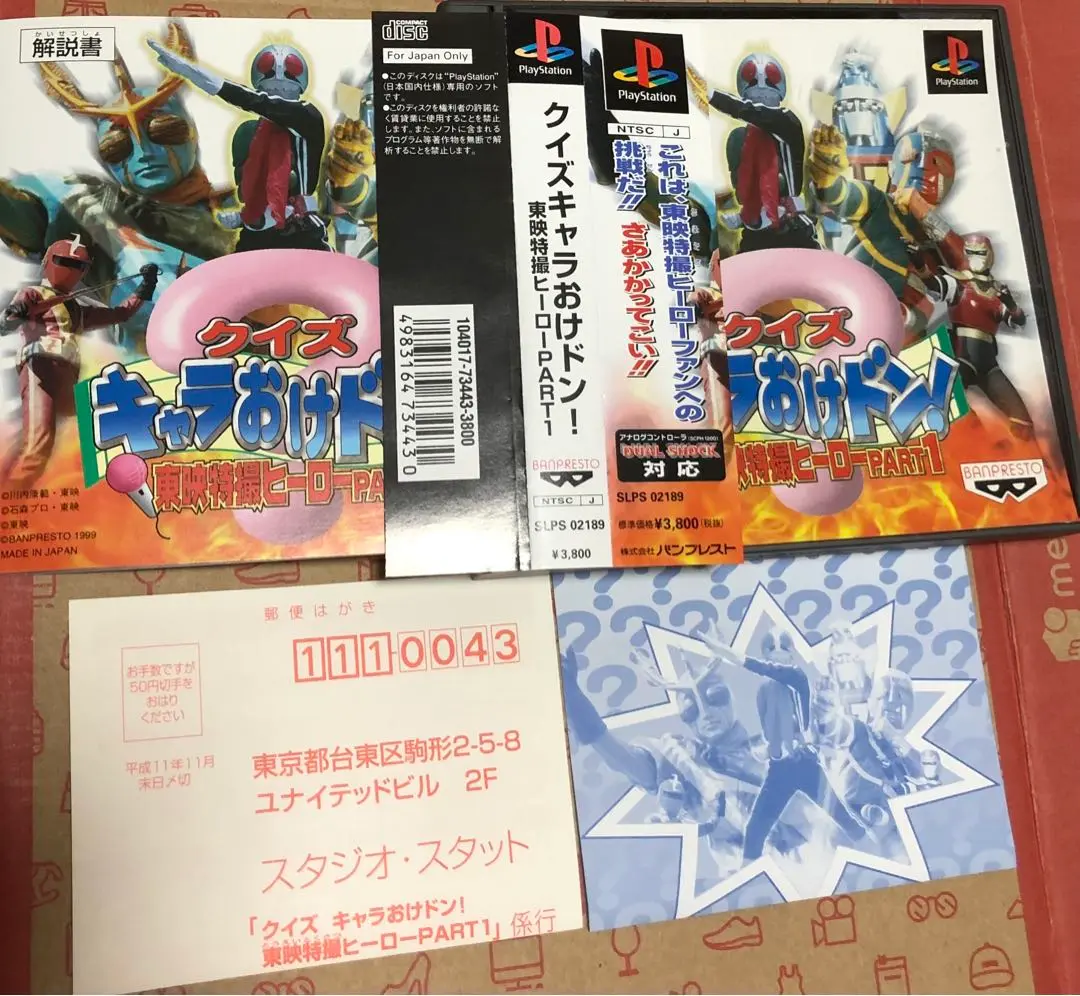 かいせつしょ
解説書
クイズ
キャラおけド
東映特撮ヒーローPA
©川内康範・東映
©石森プロ・東映
©東映
©BANPRESTO 1999
MADE IN JAPAN
COMPACT
disc
For Japan Only
●このディスクは"PlayStation"
(日本国内仕様)専用のソフト
です。
●このディスクを権利者の許諾な
く賃貸業に使用することを禁止
します。また、ソフトに含まれる
プログラム等著作物を無断で解
析することを禁止します。
104017-73443-3800
4983164734430
PlayStation
クイズキャラおけドン!
東映特撮ヒーローPART1
BANPRESTO
NTSC J
SLPS 02189
¥3,800
PlayStation
NTSC J
これは、東映特撮ヒーローファンへの
挑戦だ!!
さあかかってこい!!
アナログコントローラ(SCPH-1200)
DUAL SHOCK
対応
SLPS 02189
標準価格¥3,800(税抜)
株式会社バンプレスト
PlayStation
クイズ
ラおけドン!
特撮ヒーローPART1
BANPRESTO
郵便はがき
111-0043
お手数ですが
50円切手を
おはり
ください
平成11年11月
末日〆切
東京都台東区駒形2-5-8
ユナイテッドビル 2F
スタジオ・スタット
「クイズ キャラおけドン!
東映特撮ヒーローPART1」係行
me